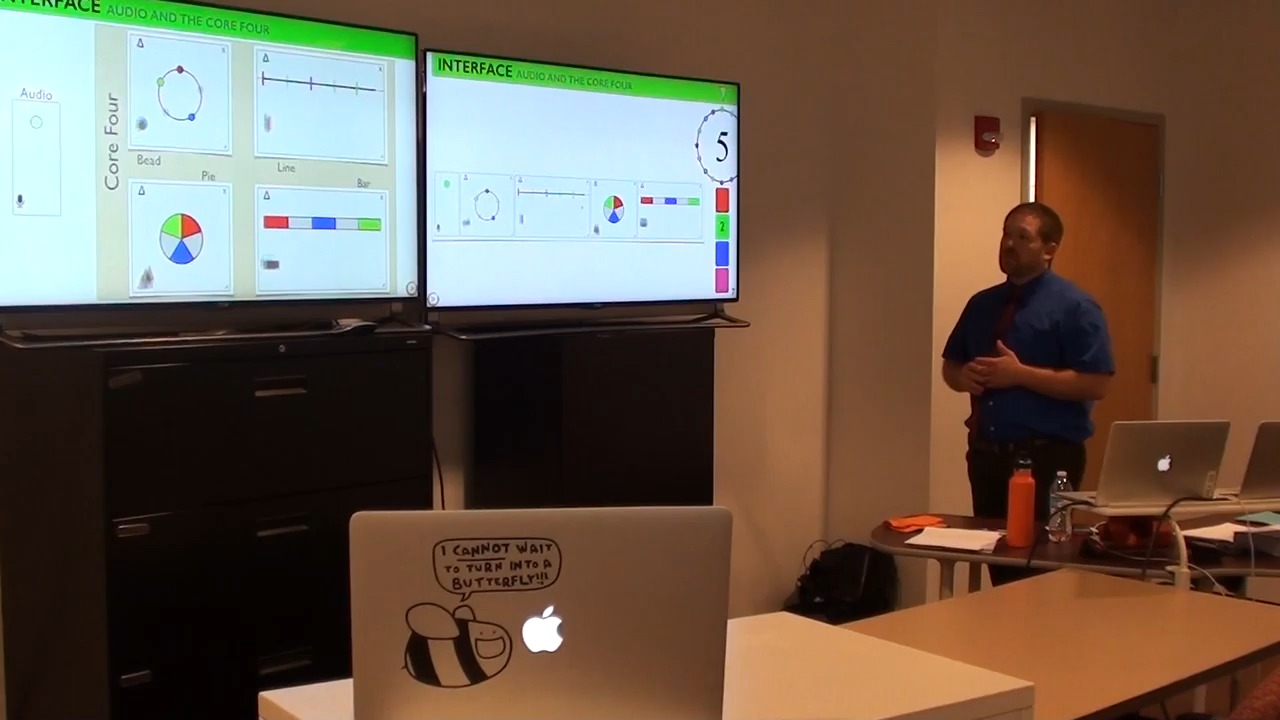 INTERFACE AUDIO AND THE CORE FOUR
Audio
Core Four
Bead
Pie
Line
Bar
INTERFACE AUDIO AND THE CORE FOUR
5
2
I CANNOT WAIT
TO TURN INTO A
BUTTERFLY!!!